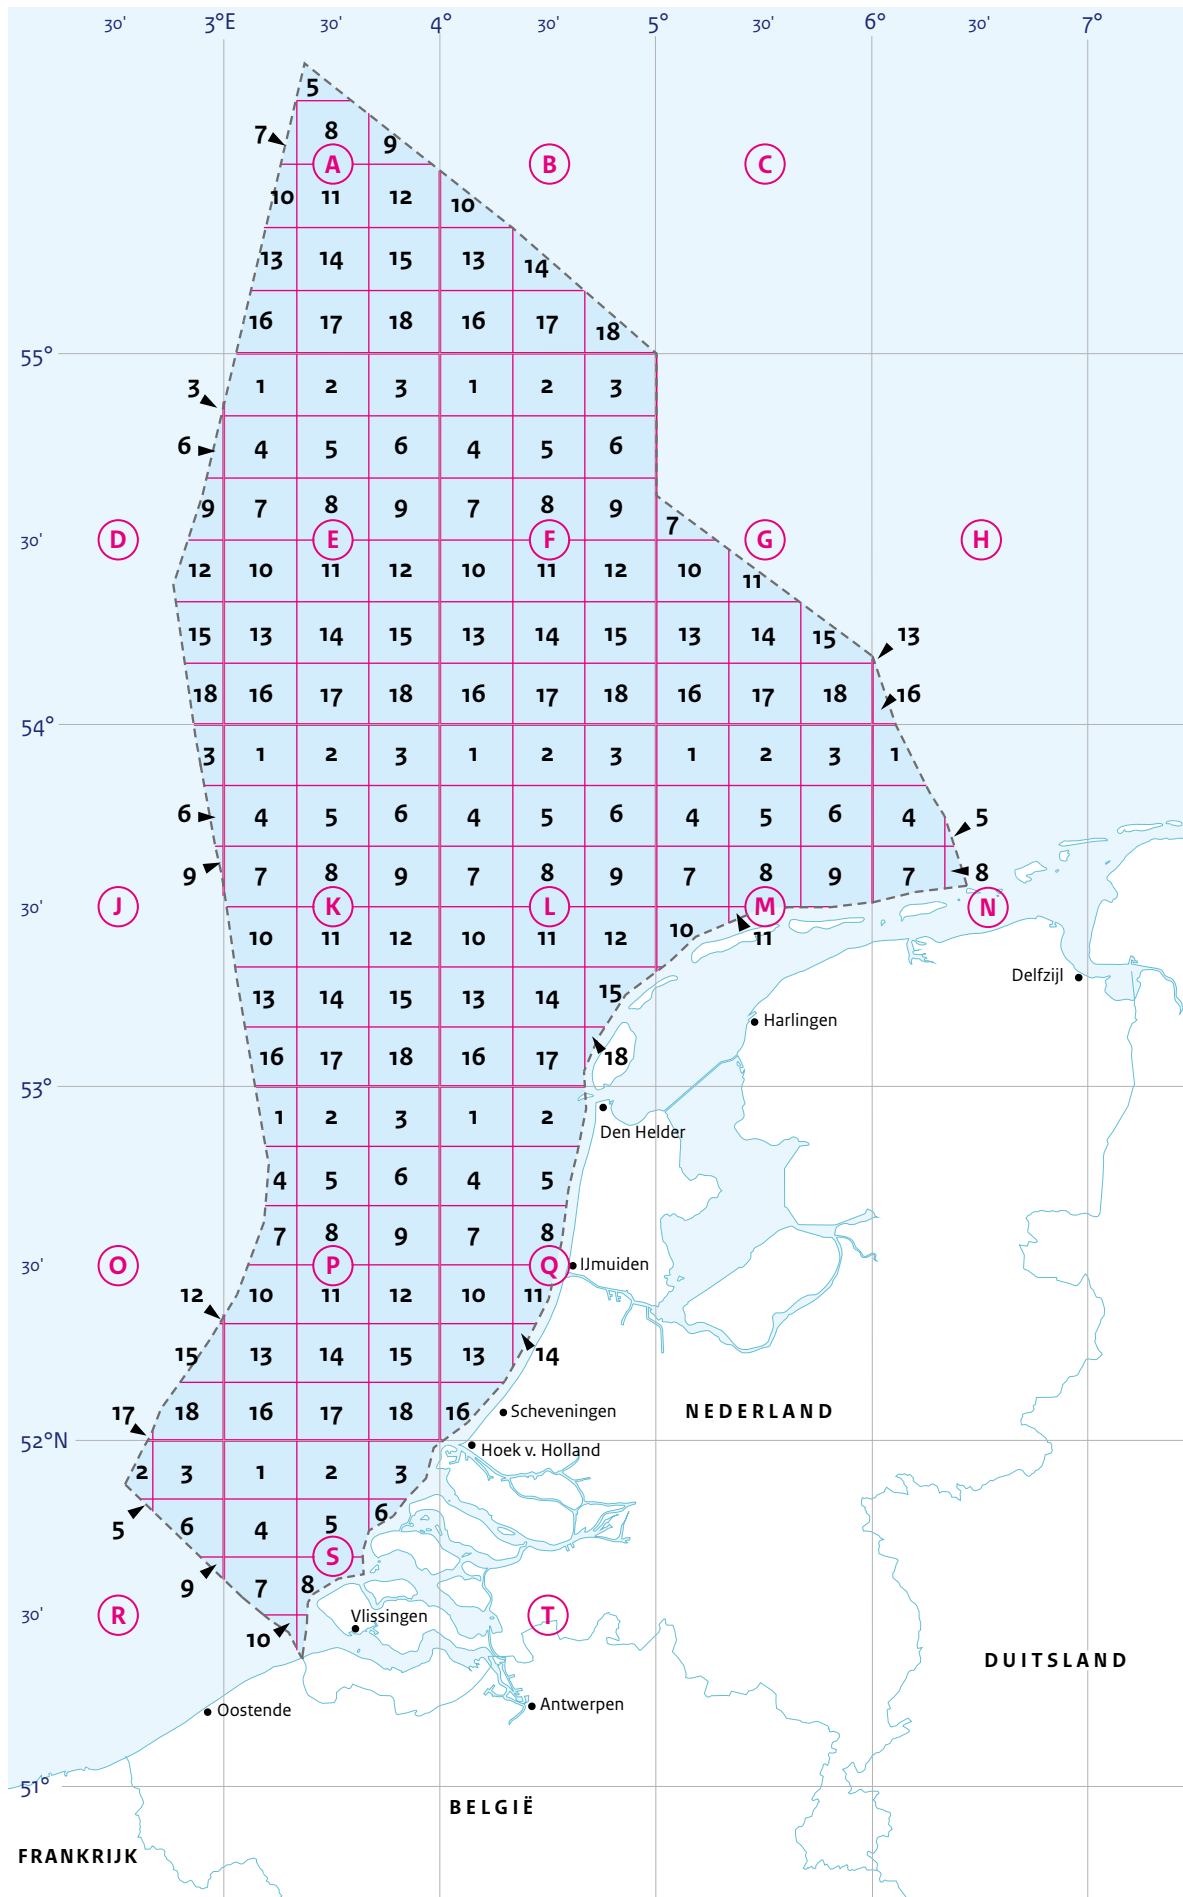 30' 3°E 30' 4° 30' 5° 30' 6° 30' 7°
5
7 8 9
A B C
10 11 12 10
13 14 15 13 14
16 17 18 16 17 18
55°
3 1 2 3 1 2 3
6 4 5 6 4 5 6
9 7 8 9 7 8 9 7
30' D E F G H
12 10 11 12 10 11 12 10 11
15 13 14 15 13 14 15 13 14 15 13
18 16 17 18 16 17 18 16 17 18 16
54°
3 1 2 3 1 2 3 1 2 3 1
6 4 5 6 4 5 6 4 5 6 4 5
9 7 8 9 7 8 9 7 8 9 7 8
30' J K L M N
10 11 12 10 11 12 10 11
Delfzijl
13 14 15 13 14 15
Harlingen
16 17 18 16 17 18
53°
1 2 3 1 2
Den Helder
4 5 6 4 5
7 8 9 7 8
30' O P Q IJmuiden
12 10 11 12 10 11
15 13 14 15 13 14
17 18 16 17 18 16 Scheveningen NEDERLAND
52°N Hoek v. Holland
2 3 1 2 3
5 6 4 5 6
S
9 7 8
30' R Vlissingen T
10
DUITSLAND
Oostende Antwerpen
51°
BELGIË
FRANKRIJK